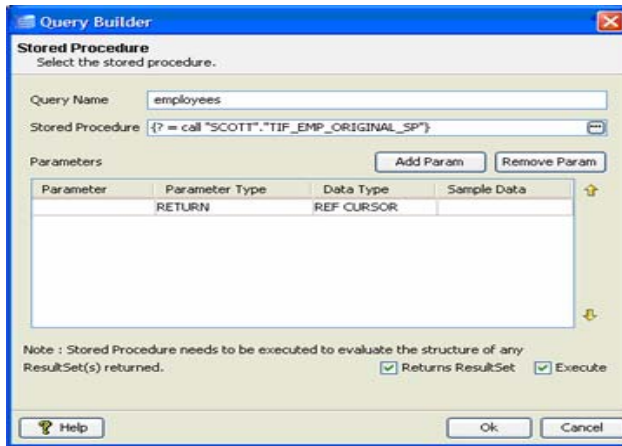 Query Builder
Stored Procedure
Select the stored procedure.
Query Name employees
Stored Procedure {? = call "SCOTT"."TIF_EMP_ORIGINAL_SP"}
Parameters Add Param Remove Param
Parameter Parameter Type Data Type Sample Data
RETURN REF CURSOR
Note : Stored Procedure needs to be executed to evaluate the structure of any
ResultSet(s) returned. Returns ResultSet Execute
? Help Ok Cancel